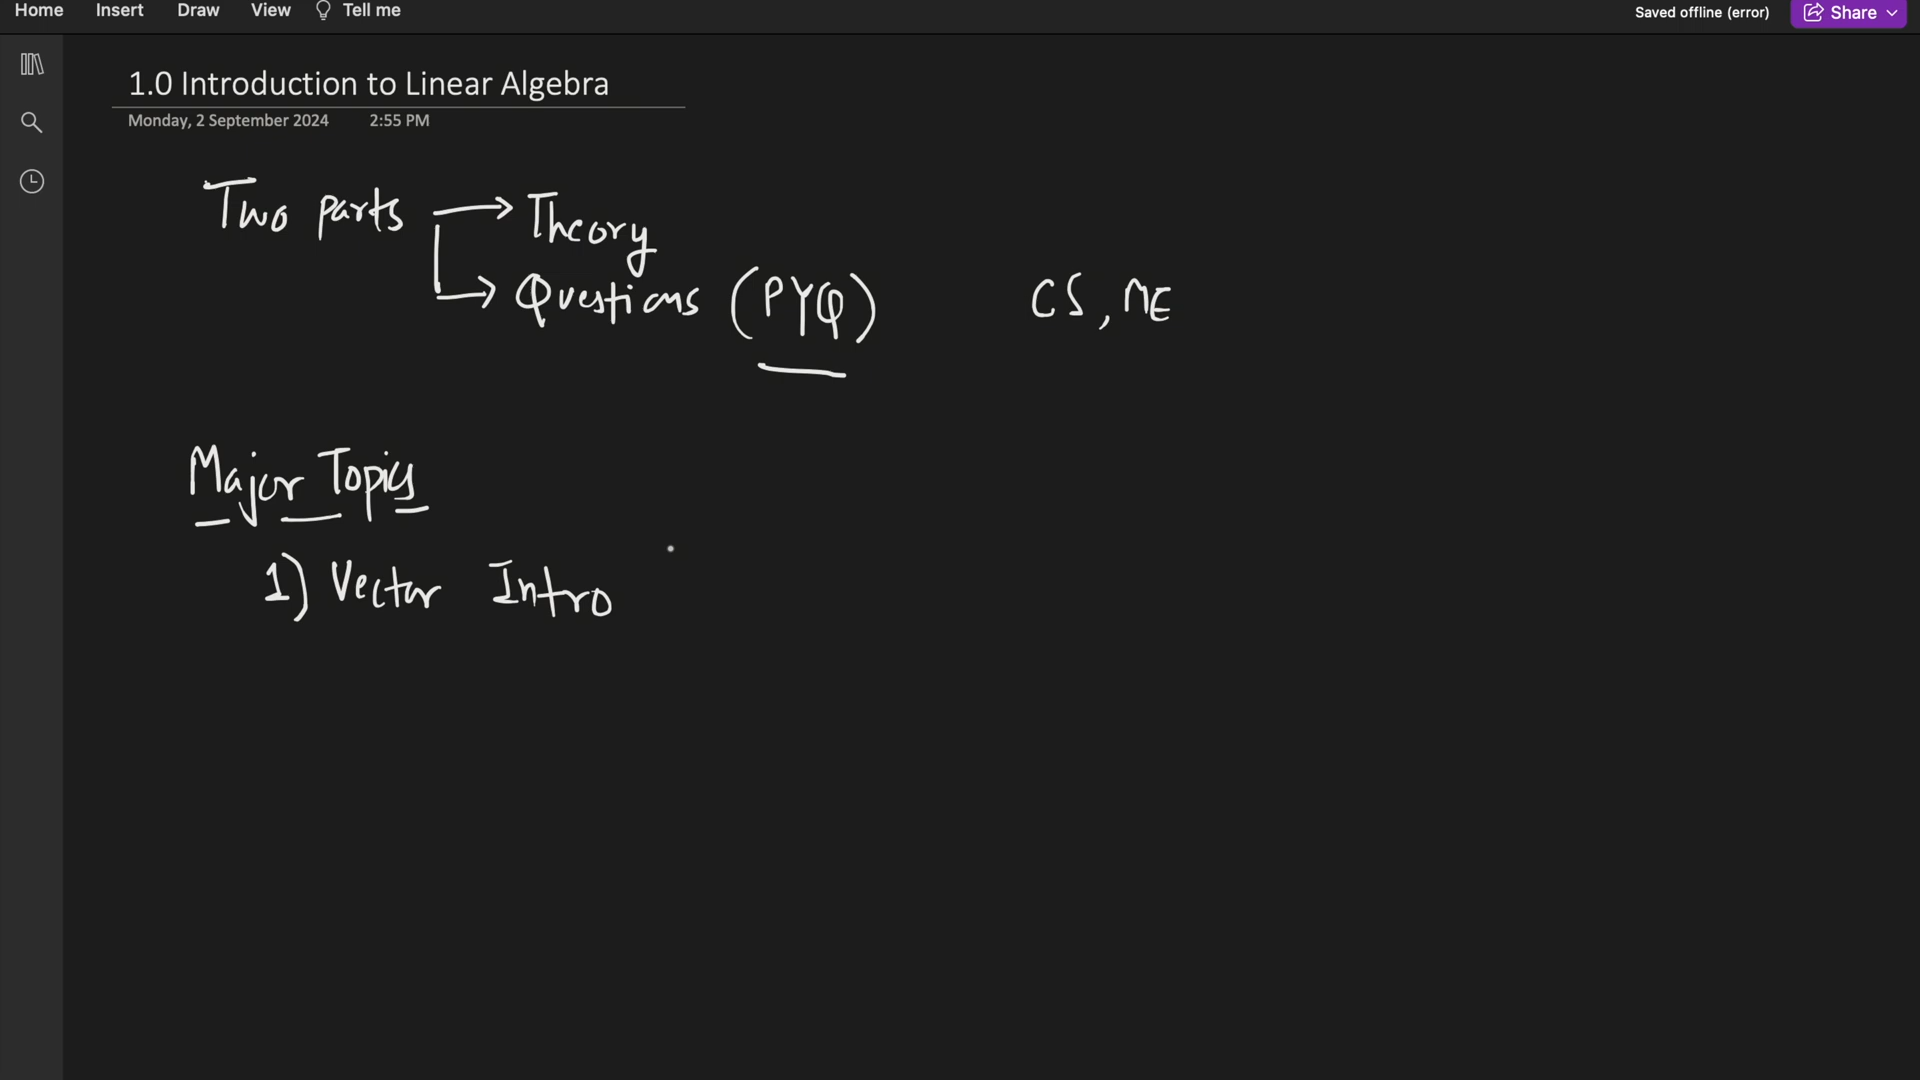 Home Insert Draw View Tell me Saved offline (error) Share
1.0 Introduction to Linear Algebra
Monday, 2 September 2024 2:55 PM
Two parts → Theory
→ Questions (PYQ) CS, ME
Major Topics
1) Vector Intro